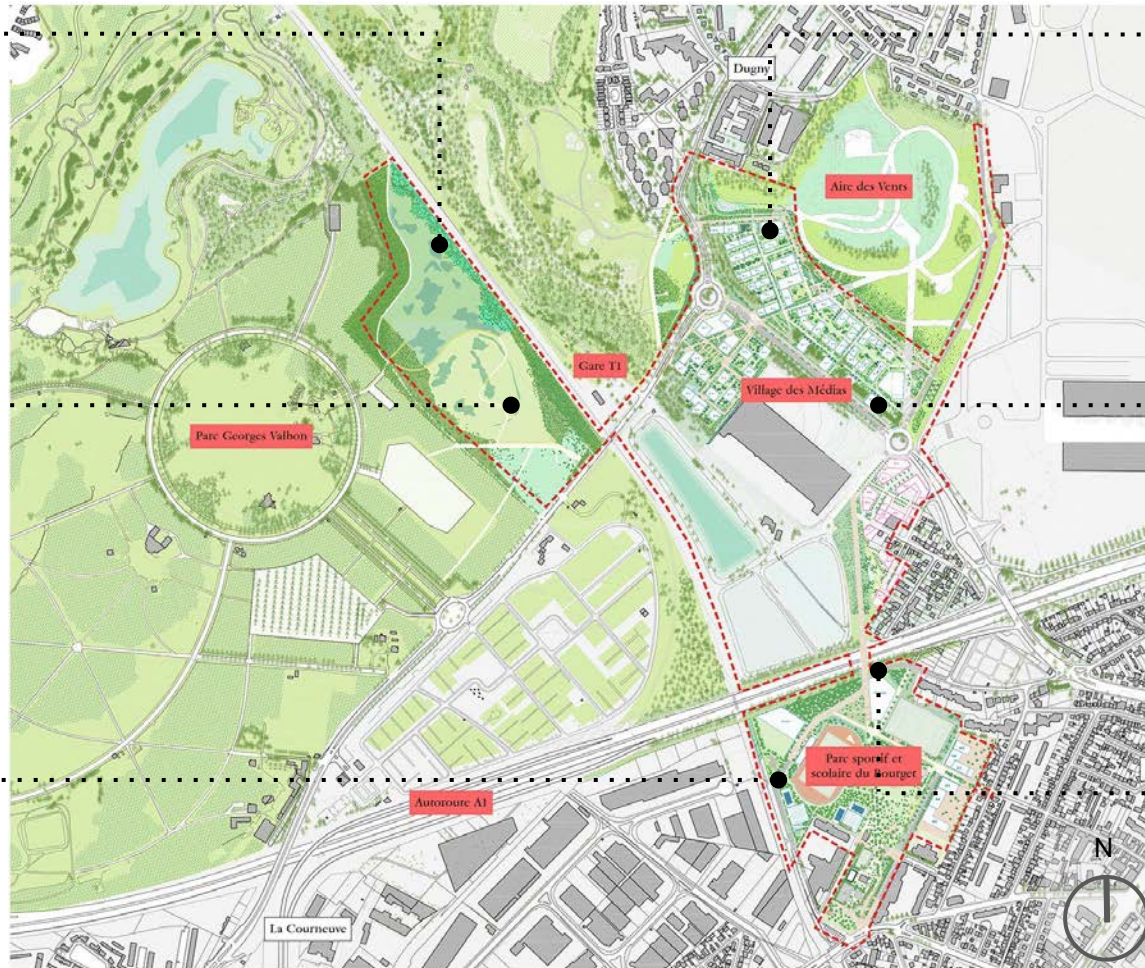 Dugny
Aire des Vents
Gare T1
Village des Médias
Parc Georges Valbon
Parc sportif et
scolaire du Bourget
Autoroute A1
N
La Courneuve